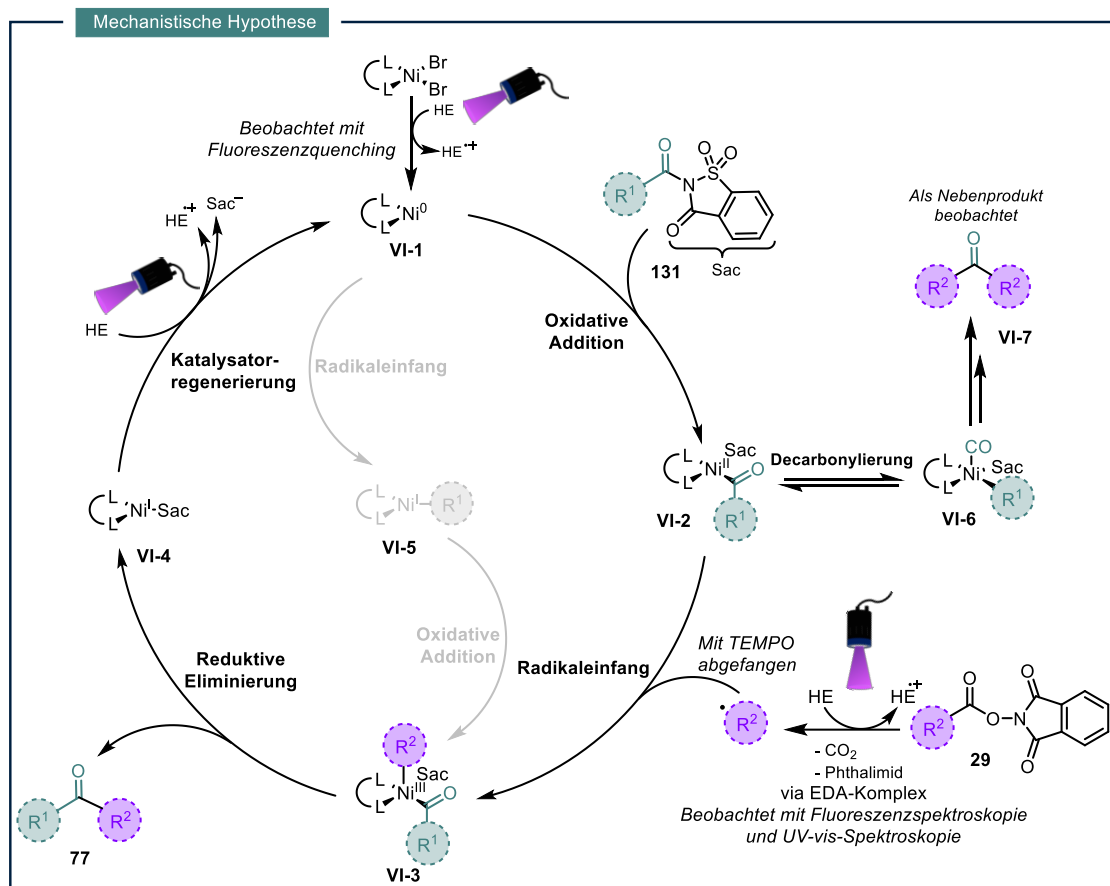 Mechanistische Hypothese
L
L
Ni
Br
Br
HE
HE•+
Beobachtet mit
Fluoreszenzquenching
L
L
Ni0
VI-1
HE•+
Sac−
HE
Katalysator-
regenerierung
Radikaleinfang
O
R1
N
S
O
O
O
131
Sac
Oxidative
Addition
Als Nebenprodukt
beobachtet
O
R2
R2
VI-7
L
L
NiII
Sac
O
R1
VI-2
Decarbonylierung
CO
L
L
Ni
Sac
R1
VI-6
L
L
NiI-Sac
VI-4
L
L
NiI
R1
VI-5
Oxidative
Addition
Reduktive
Eliminierung
Radikaleinfang
Mit TEMPO
abgefangen
•
R2
HE
HE•+
- CO2
- Phthalimid
via EDA-Komplex
Beobachtet mit Fluoreszenzspektroskopie
und UV-vis-Spektroskopie
R2
O
O
N
O
O
29
R2
L
L
NiIII
Sac
O
R1
VI-3
O
R1
R2
77